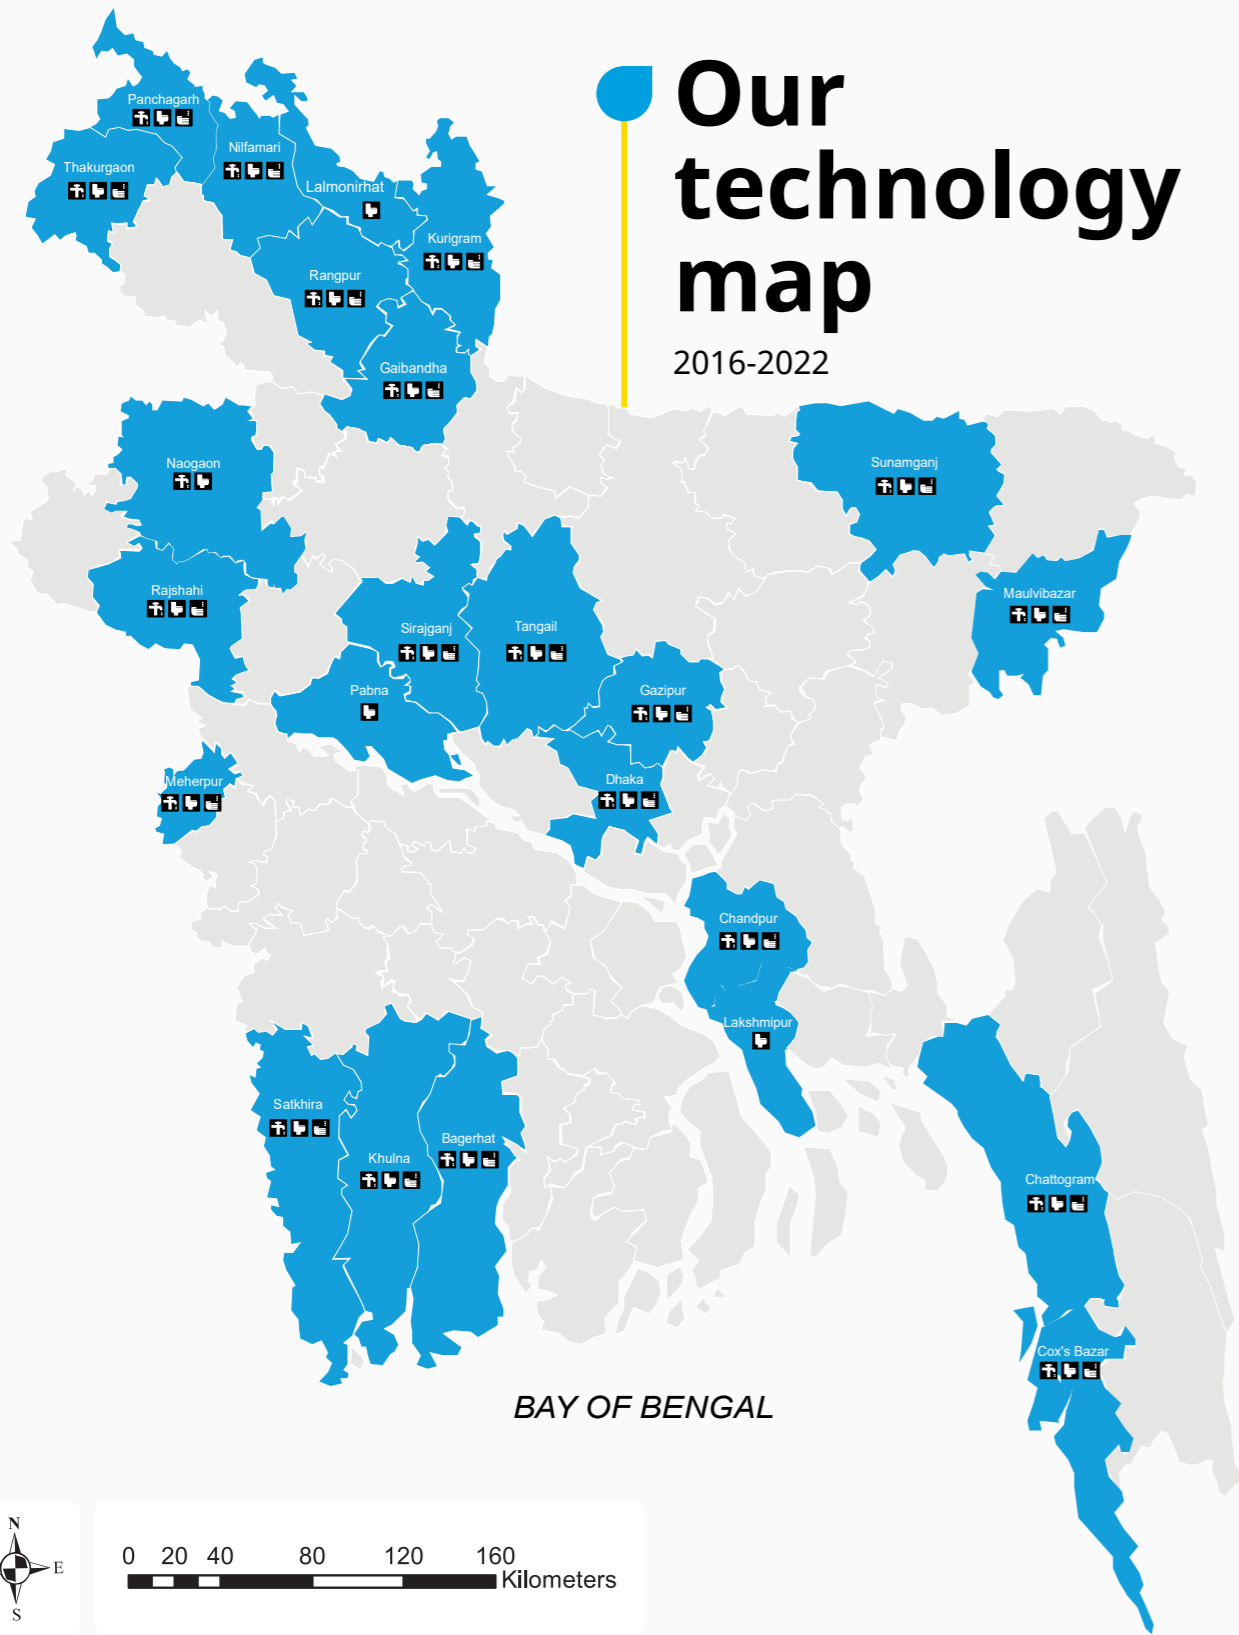 Our
technology
map
2016-2022
Panchagarh
Nilfamari
Thakurgaon
Lalmonirhat
Kurigram
Rangpur
Gaibandha
Naogaon
Sunamganj
Rajshahi
Maulvibazar
Sirajganj
Tangail
Pabna
Gazipur
Meherpur
Dhaka
Chandpur
Lakshmipur
Satkhira
Bagerhat
Khulna
Chattogram
Cox's Bazar
BAY OF BENGAL
N
E
S
0 20 40 80 120 160
Kilometers